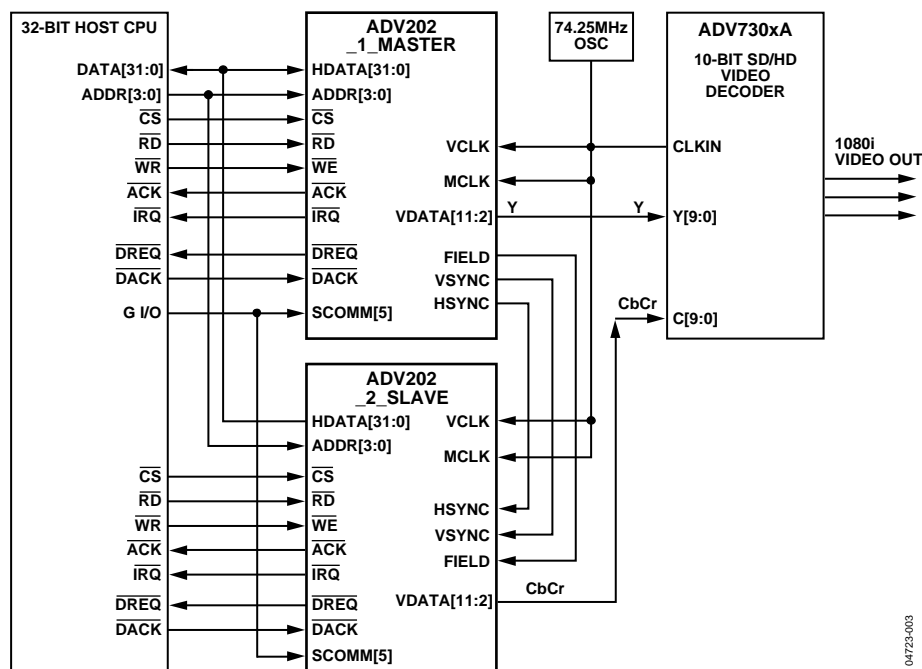 32-BIT HOST CPU
DATA[31:0]
ADDR[3:0]
CS
RD
WR
ACK
IRQ
DREQ
DACK
G I/O
CS
RD
WR
ACK
IRQ
DREQ
DACK
ADV202
_1_MASTER
HDATA[31:0]
ADDR[3:0]
CS
RD
WE
ACK
IRQ
DREQ
DACK
SCOMM[5]
VCLK
MCLK
VDATA[11:2]
FIELD
VSYNC
HSYNC
ADV202
_2_SLAVE
HDATA[31:0]
ADDR[3:0]
CS
RD
WE
ACK
IRQ
DREQ
DACK
SCOMM[5]
VCLK
MCLK
HSYNC
VSYNC
FIELD
VDATA[11:2]
74.25MHz
OSC
Y
Y
CbCr
CbCr
ADV730xA
10-BIT SD/HD
VIDEO
DECODER
CLKIN
Y[9:0]
C[9:0]
1080i
VIDEO OUT
04723-003